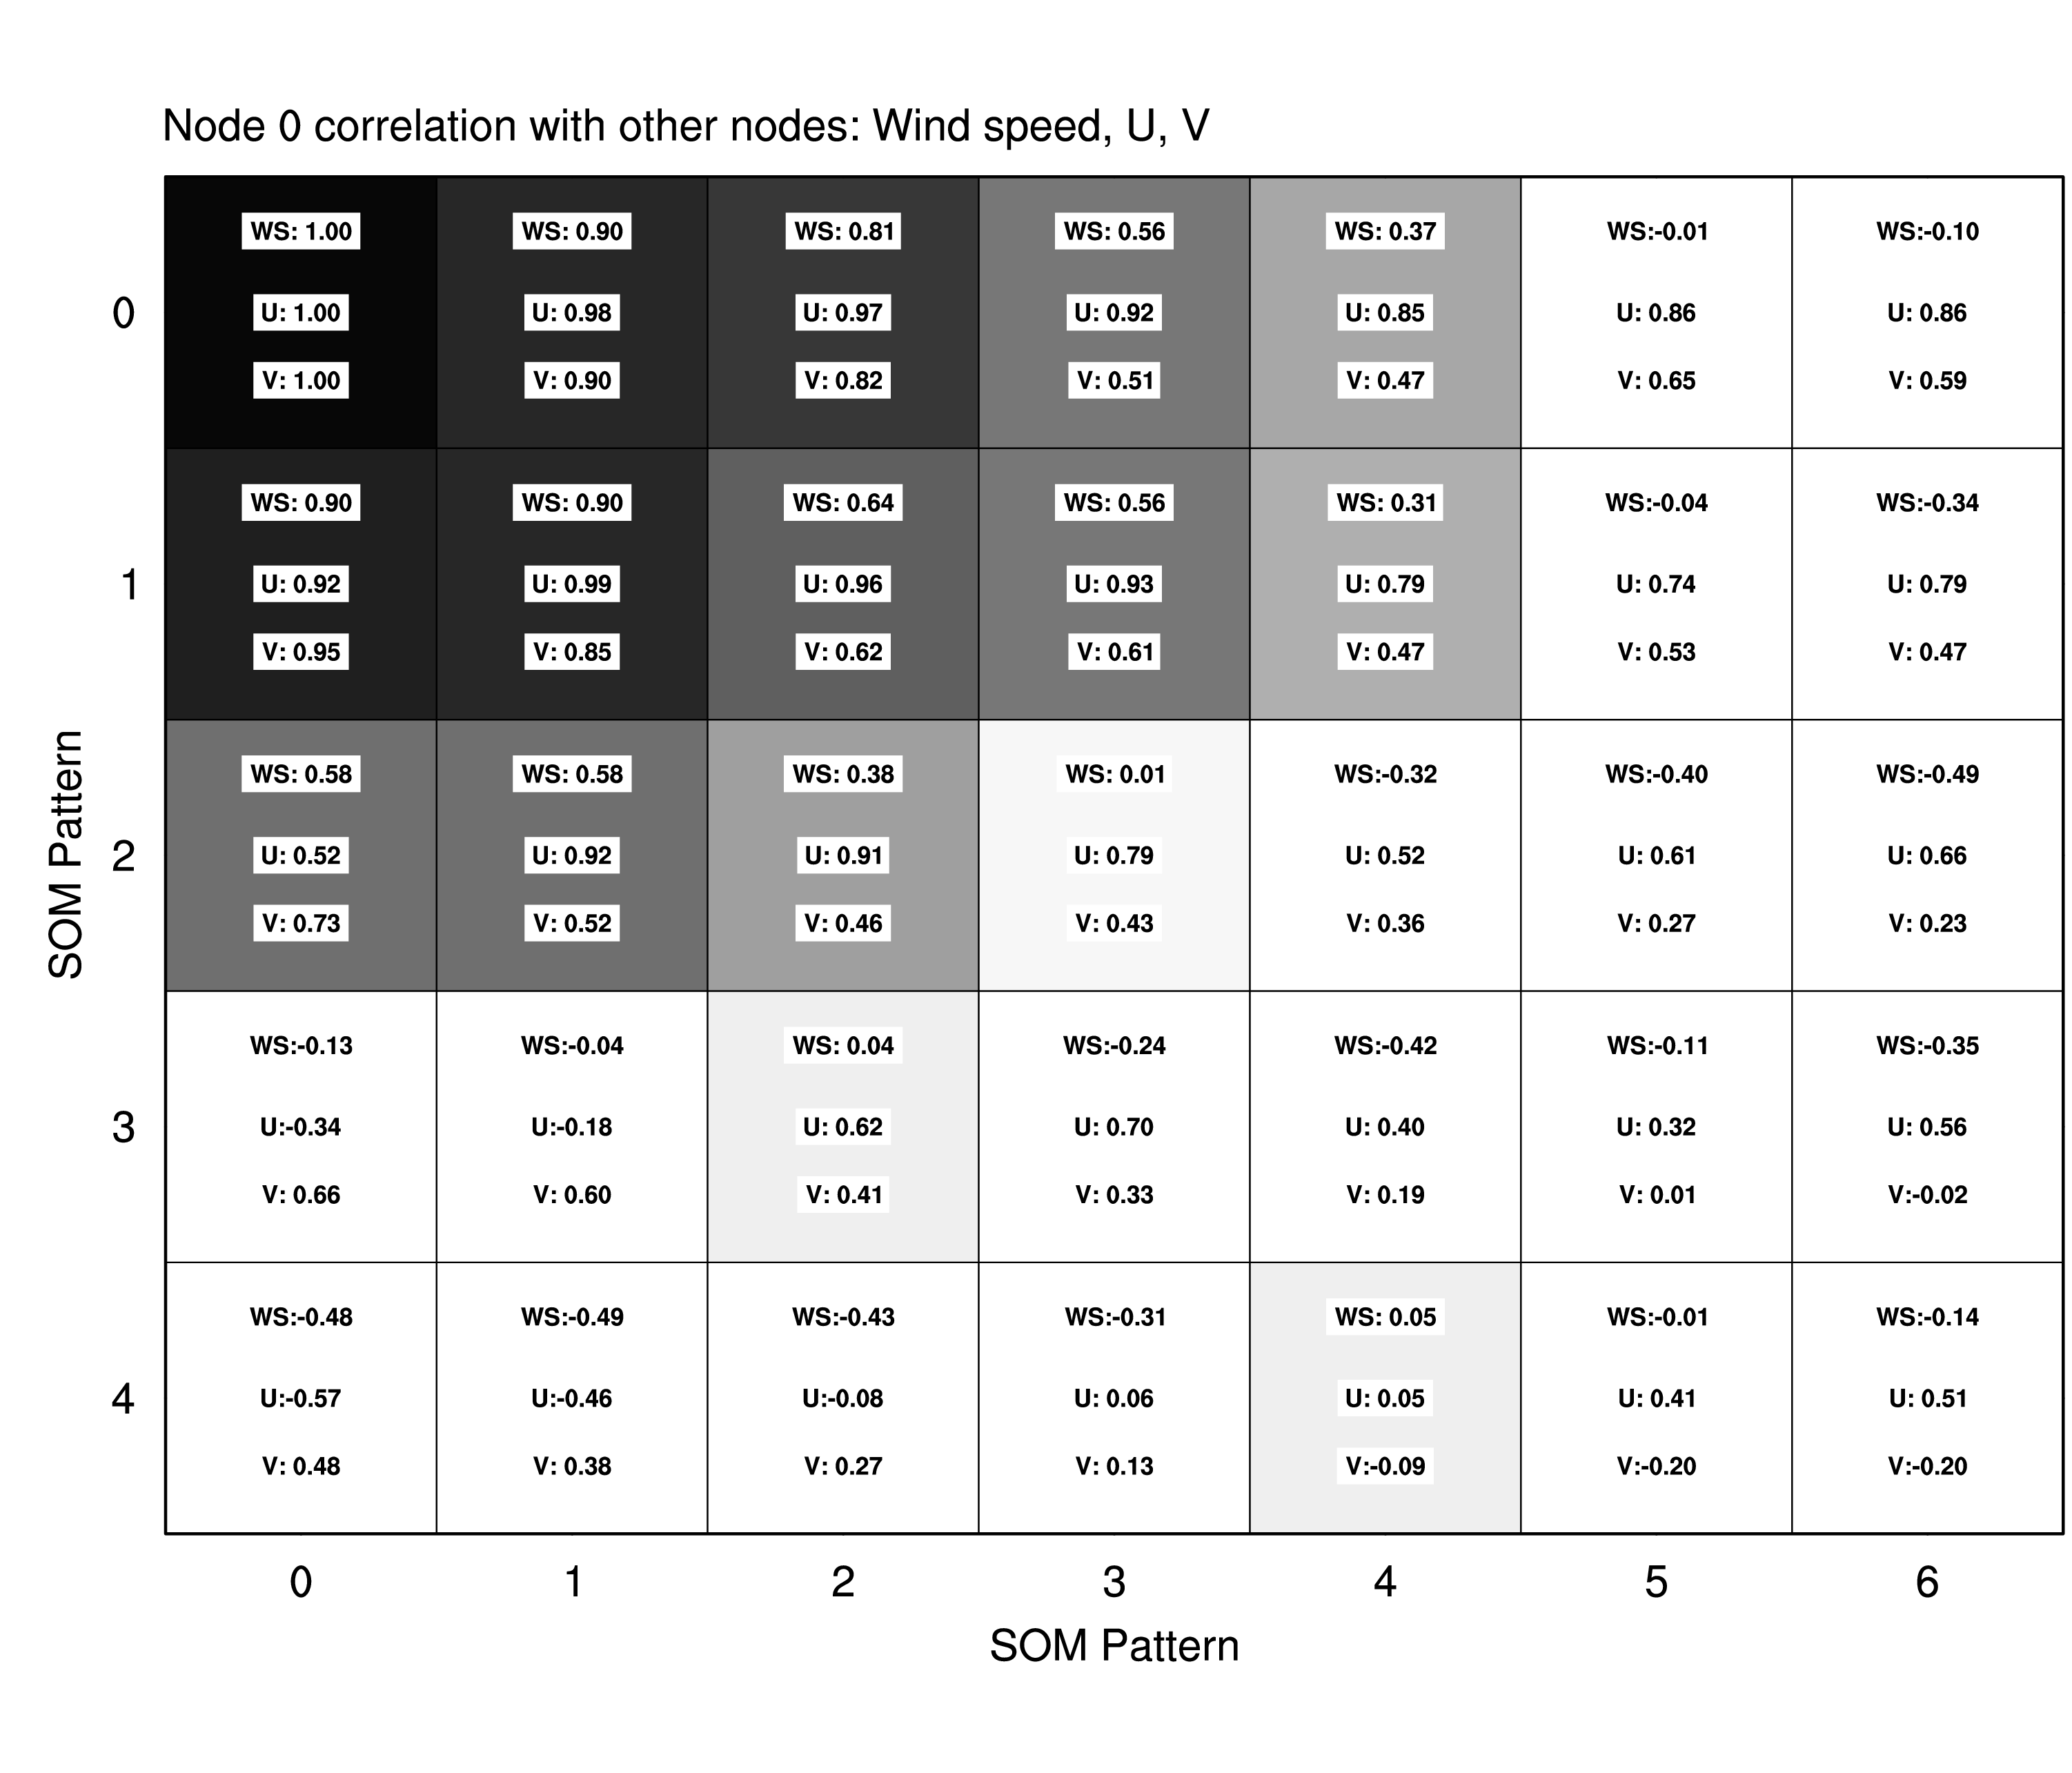 Node 0 correlation with other nodes: Wind speed, U, V
WS: 1.00 WS: 0.90 WS: 0.81 WS: 0.56 WS: 0.37 WS:-0.01 WS:-0.10
0 U: 1.00 U: 0.98 U: 0.97 U: 0.92 U: 0.85 U: 0.86 U: 0.86
V: 1.00 V: 0.90 V: 0.82 V: 0.51 V: 0.47 V: 0.65 V: 0.59
WS: 0.90 WS: 0.90 WS: 0.64 WS: 0.56 WS: 0.31 WS:-0.04 WS:-0.34
1 U: 0.92 U: 0.99 U: 0.96 U: 0.93 U: 0.79 U: 0.74 U: 0.79
V: 0.95 V: 0.85 V: 0.62 V: 0.61 V: 0.47 V: 0.53 V: 0.47
WS: 0.58 WS: 0.58 WS: 0.38 WS: 0.01 WS:-0.32 WS:-0.40 WS:-0.49
2 U: 0.52 U: 0.92 U: 0.91 U: 0.79 U: 0.52 U: 0.61 U: 0.66
V: 0.73 V: 0.52 V: 0.46 V: 0.43 V: 0.36 V: 0.27 V: 0.23
WS:-0.13 WS:-0.04 WS: 0.04 WS:-0.24 WS:-0.42 WS:-0.11 WS:-0.35
3 U:-0.34 U:-0.18 U: 0.62 U: 0.70 U: 0.40 U: 0.32 U: 0.56
V: 0.66 V: 0.60 V: 0.41 V: 0.33 V: 0.19 V: 0.01 V:-0.02
WS:-0.48 WS:-0.49 WS:-0.43 WS:-0.31 WS: 0.05 WS:-0.01 WS:-0.14
4 U:-0.57 U:-0.46 U:-0.08 U: 0.06 U: 0.05 U: 0.41 U: 0.51
V: 0.48 V: 0.38 V: 0.27 V: 0.13 V:-0.09 V:-0.20 V:-0.20
SOM Pattern
0 1 2 3 4 5 6
SOM Pattern